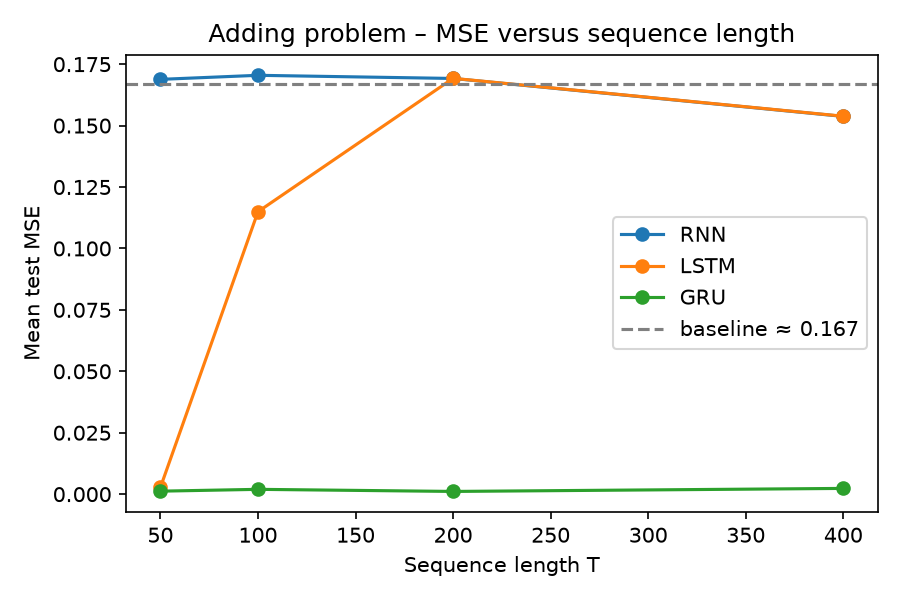 Adding problem – MSE versus sequence length
Mean test MSE
0.175
0.150
0.125
0.100
0.075
0.050
0.025
0.000
RNN
LSTM
GRU
baseline ≈ 0.167
50 100 150 200 250 300 350 400
Sequence length T